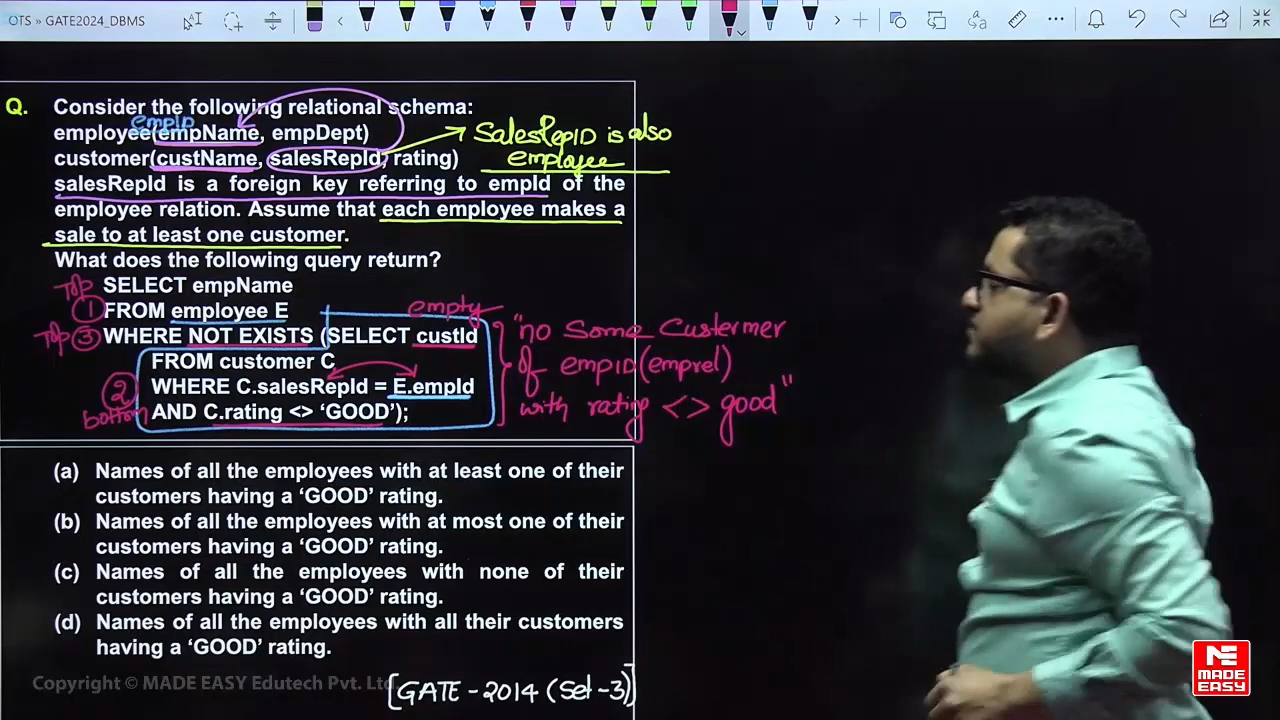 OTS » GATE2024_DBMS
Q. Consider the following relational schema:
empID
employee(empName, empDept)
customer(custName, salesRepId, rating)
SalesRepID is also
employee
salesRepId is a foreign key referring to empId of the
employee relation. Assume that each employee makes a
sale to at least one customer.
What does the following query return?
Top SELECT empName
① FROM employee E
empty
Top ③ WHERE NOT EXISTS (SELECT custId
FROM customer C
② WHERE C.salesRepId = E.empId
bottom AND C.rating <> ‘GOOD’);
"no Some Custermer
of empID(emprel)
with rating <> good"
(a) Names of all the employees with at least one of their
customers having a ‘GOOD’ rating.
(b) Names of all the employees with at most one of their
customers having a ‘GOOD’ rating.
(c) Names of all the employees with none of their
customers having a ‘GOOD’ rating.
(d) Names of all the employees with all their customers
having a ‘GOOD’ rating.
Copyright © MADE EASY Edutech Pvt. Ltd
[GATE-2014 (Set-3)]
ME
MADE
EASY